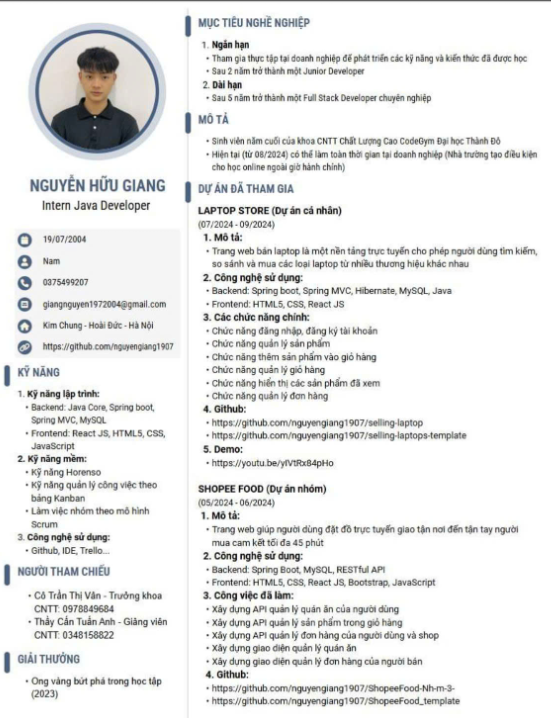 NGUYỄN HỮU GIANG
Intern Java Developer
19/07/2004
Nam
0375499207
giangnguyen1972004@gmail.com
Kim Chung - Hoài Đức - Hà Nội
https://github.com/nguyengiang1907
KỸ NĂNG
1. Kỹ năng lập trình:
• Backend: Java Core, Spring boot,
Spring MVC, MySQL
• Frontend: React JS, HTML5, CSS,
JavaScript
2. Kỹ năng mềm:
• Kỹ năng Horenso
• Kỹ năng quản lý công việc theo
bảng Kanban
• Làm việc nhóm theo mô hình
Scrum
3. Công nghệ sử dụng:
• Github, IDE, Trello...
NGƯỜI THAM CHIẾU
• Cô Trần Thị Vân - Trưởng khoa
CNTT: 0978849684
• Thầy Cấn Tuấn Anh - Giảng viên
CNTT: 0348158822
GIẢI THƯỞNG
• Ong vàng bứt phá trong học tập
(2023)
MỤC TIÊU NGHỀ NGHIỆP
1. Ngắn hạn
• Tham gia thực tập tại doanh nghiệp để phát triển các kỹ năng và kiến thức đã được học
• Sau 2 năm trở thành một Junior Developer
2. Dài hạn
• Sau 5 năm trở thành một Full Stack Developer chuyên nghiệp
MÔ TẢ
• Sinh viên năm cuối của khoa CNTT Chất Lượng Cao CodeGym Đại học Thành Đô
• Hiện tại (từ 08/2024) có thể làm toàn thời gian tại doanh nghiệp (Nhà trường tạo điều kiện
cho học online ngoài giờ hành chính)
DỰ ÁN ĐÃ THAM GIA
LAPTOP STORE (Dự án cá nhân)
(07/2024 - 09/2024)
1. Mô tả:
• Trang web bán laptop là một nền tảng trực tuyến cho phép người dùng tìm kiếm,
so sánh và mua các loại laptop từ nhiều thương hiệu khác nhau
2. Công nghệ sử dụng:
• Backend: Spring boot, Spring MVC, Hibernate, MySQL, Java
• Frontend: HTML5, CSS, React JS
3. Các chức năng chính:
• Chức năng đăng nhập, đăng ký tài khoản
• Chức năng quản lý sản phẩm
• Chức năng thêm sản phẩm vào giỏ hàng
• Chức năng quản lý giỏ hàng
• Chức năng hiển thị các sản phẩm đã xem
• Chức năng quản lý đơn hàng
4. Github:
• https://github.com/nguyengiang1907/selling-laptop
• https://github.com/nguyengiang1907/selling-laptops-template
5. Demo:
• https://youtu.be/yIVtRx84pHo
SHOPEE FOOD (Dự án nhóm)
(05/2024 - 06/2024)
1. Mô tả:
• Trang web giúp người dùng đặt đồ trực tuyến giao tận nơi đến tận tay người
mua cam kết tối đa 45 phút
2. Công nghệ sử dụng:
• Backend: Spring Boot, MySQL, RESTful API
• Frontend: HTML5, CSS, React JS, Bootstrap, JavaScript
3. Công việc đã làm:
• Xây dựng API quản lý quán ăn của người dùng
• Xây dựng API quản lý sản phẩm trong giỏ hàng
• Xây dựng API quản lý đơn hàng của người dùng và shop
• Xây dựng giao diện quản lý quán ăn
• Xây dựng giao diện quản lý đơn hàng của người bán
4. Github:
• https://github.com/nguyengiang1907/ShopeeFood-Nh-m-3-
• https://github.com/nguyengiang1907/ShopeeFood_template